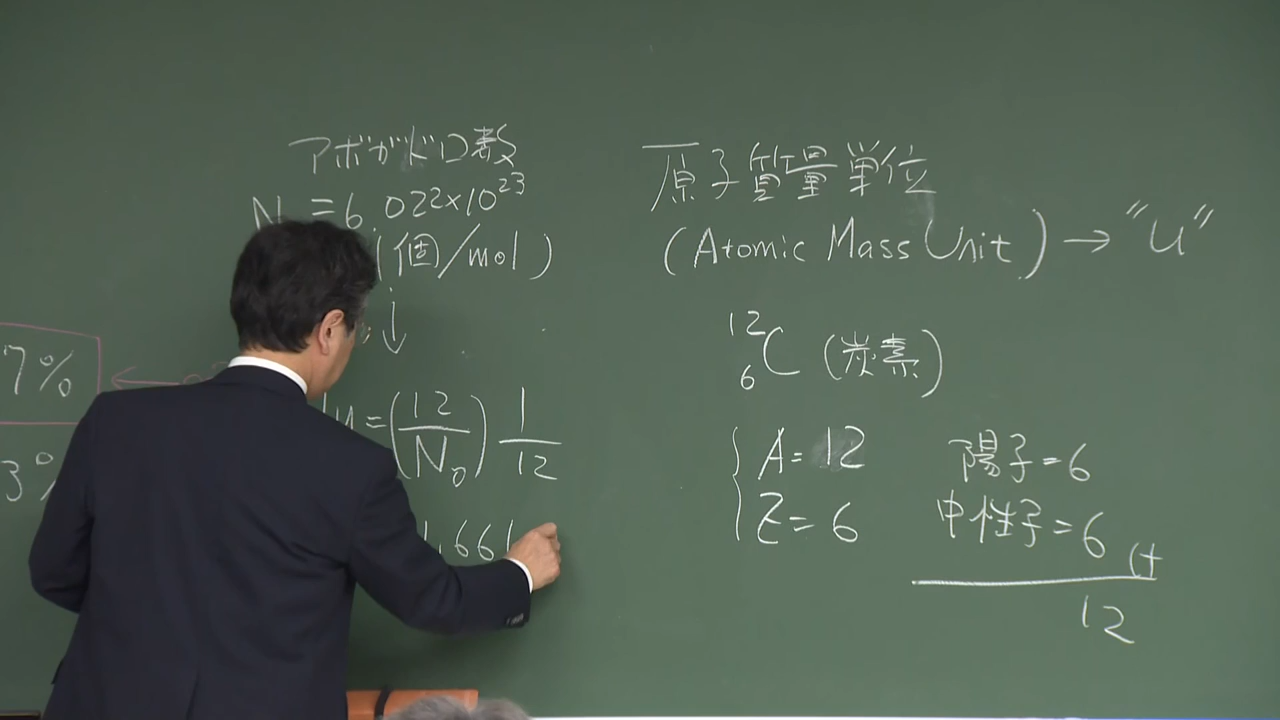 7%
3%
アボガドロ数
N = 6.022×10²³
(個/mol)
↓
1u = (12/N₀) 1/12
1.661
原子質量単位
(Atomic Mass Unit) → "u"
¹²₆C (炭素)
A = 12
Z = 6
陽子 = 6
中性子 = 6 (+
12